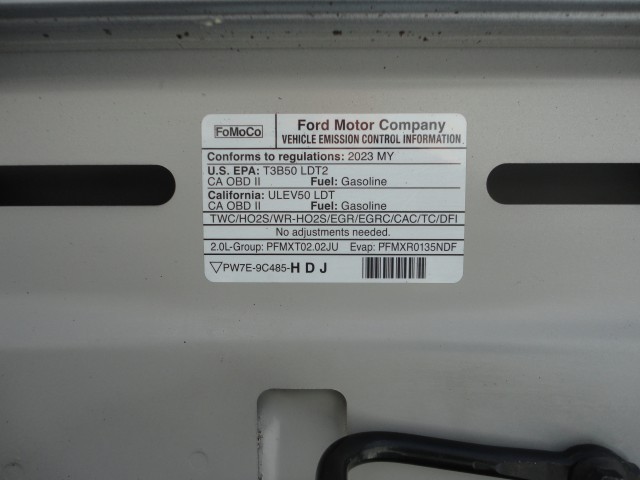 FoMoCo
Ford Motor Company
VEHICLE EMISSION CONTROL INFORMATION
Conforms to regulations: 2023 MY
U.S. EPA: T3B50 LDT2
CA OBD II Fuel: Gasoline
California: ULEV50 LDT
CA OBD II Fuel: Gasoline
TWC/HO2S/WR-HO2S/EGR/EGRC/CAC/TC/DFI
No adjustments needed.
2.0L-Group: PFMXT02.02JU Evap: PFMXR0135NDF
▽PW7E-9C485-H D J